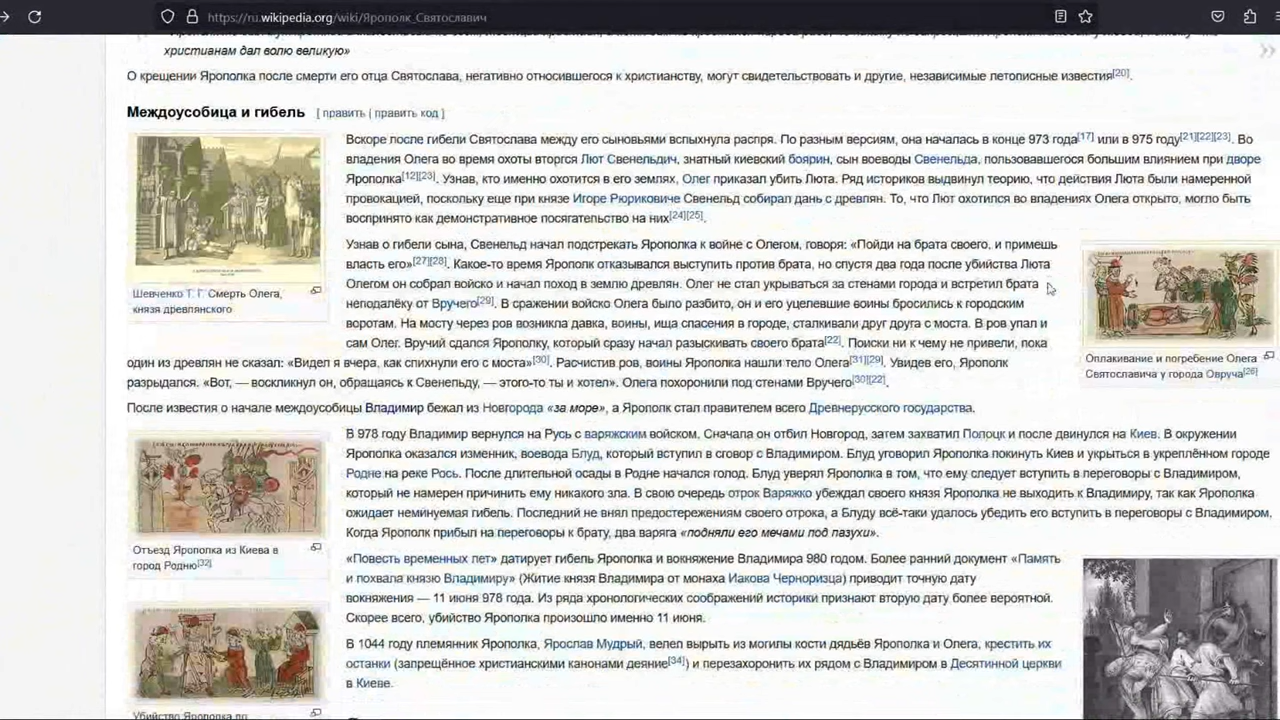 https://ru.wikipedia.org/wiki/Ярополк_Святославич
христианам дал волю великую»
О крещении Ярополка после смерти его отца Святослава, негативно относившегося к христианству, могут свидетельствовать и другие, независимые летописные известия[20].
Междоусобица и гибель [ править | править код ]
Вскоре после гибели Святослава между его сыновьями вспыхнула распря. По разным версиям, она началась в конце 973 года[17] или в 975 году[21][22][23]. Во
владения Олега во время охоты вторгся Лют Свенельдич, знатный киевский боярин, сын воеводы Свенельда, пользовавшегося большим влиянием при дворе
Ярополка[12][23]. Узнав, кто именно охотится в его землях, Олег приказал убить Люта. Ряд историков выдвинул теорию, что действия Люта были намеренной
провокацией, поскольку еще при князе Игоре Рюриковиче Свенельд собирал дань с древлян. То, что Лют охотился во владениях Олега открыто, могло быть
воспринято как демонстративное посягательство на них[24][25].
Шевченко Т. Г. Смерть Олега,
князя древлянского
Узнав о гибели сына, Свенельд начал подстрекать Ярополка к войне с Олегом, говоря: «Пойди на брата своего, и примешь
власть его»[27][28]. Какое-то время Ярополк отказывался выступить против брата, но спустя два года после убийства Люта
Олегом он собрал войско и начал поход в землю древлян. Олег не стал укрываться за стенами города и встретил брата
неподалёку от Вручего[29]. В сражении войско Олега было разбито, он и его уцелевшие воины бросились к городским
воротам. На мосту через ров возникла давка, воины, ища спасения в городе, сталкивали друг друга с моста. В ров упал и
сам Олег. Вручий сдался Ярополку, который сразу начал разыскивать своего брата[22]. Поиски ни к чему не привели, пока
один из древлян не сказал: «Видел я вчера, как спихнули его с моста»[30]. Расчистив ров, воины Ярополка нашли тело Олега[31][29]. Увидев его, Ярополк
разрыдался. «Вот, — воскликнул он, обращаясь к Свенельду, — этого-то ты и хотел». Олега похоронили под стенами Вручего[30][22].
Оплакивание и погребение Олега
Святославича у города Овруча[26]
После известия о начале междоусобицы Владимир бежал из Новгорода «за море», а Ярополк стал правителем всего Древнерусского государства.
В 978 году Владимир вернулся на Русь с варяжским войском. Сначала он отбил Новгород, затем захватил Полоцк и после двинулся на Киев. В окружении
Ярополка оказался изменник, воевода Блуд, который вступил в сговор с Владимиром. Блуд уговорил Ярополка покинуть Киев и укрыться в укреплённом городе
Родне на реке Рось. После длительной осады в Родне начался голод. Блуд уверял Ярополка в том, что ему следует вступить в переговоры с Владимиром,
который не намерен причинить ему никакого зла. В свою очередь отрок Варяжко убеждал своего князя Ярополка не выходить к Владимиру, так как Ярополка
ожидает неминуемая гибель. Последний не внял предостережениям своего отрока, а Блуду всё-таки удалось убедить его вступить в переговоры с Владимиром.
Когда Ярополк прибыл на переговоры к брату, два варяга «подняли его мечами под пазухи».
Отъезд Ярополка из Киева в
город Родню[32]
«Повесть временных лет» датирует гибель Ярополка и вокняжение Владимира 980 годом. Более ранний документ «Память
и похвала князю Владимиру» (Житие князя Владимира от монаха Иакова Черноризца) приводит точную дату
вокняжения — 11 июня 978 года. Из ряда хронологических соображений историки признают вторую дату более вероятной.
Скорее всего, убийство Ярополка произошло именно 11 июня.
В 1044 году племянник Ярополка, Ярослав Мудрый, велел вырыть из могилы кости дядьёв Ярополка и Олега, крестить их
останки (запрещённое христианскими канонами деяние[34]) и перезахоронить их рядом с Владимиром в Десятинной церкви
в Киеве.
Убийство Ярополка по